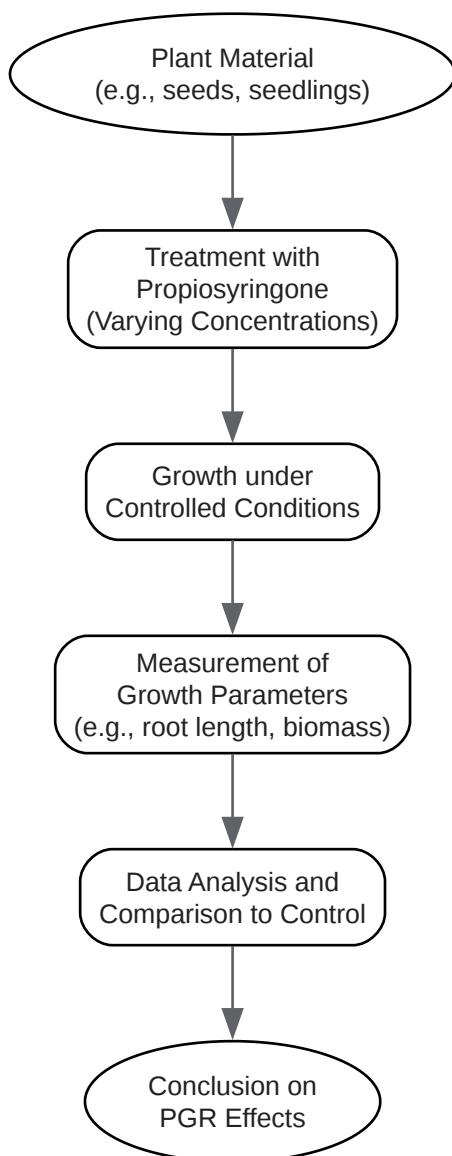 Plant Material
(e.g., seeds, seedlings)
Treatment with
Propiosyringone
(Varying Concentrations)
Growth under
Controlled Conditions
Measurement of
Growth Parameters
(e.g., root length, biomass)
Data Analysis and
Comparison to Control
Conclusion on
PGR Effects